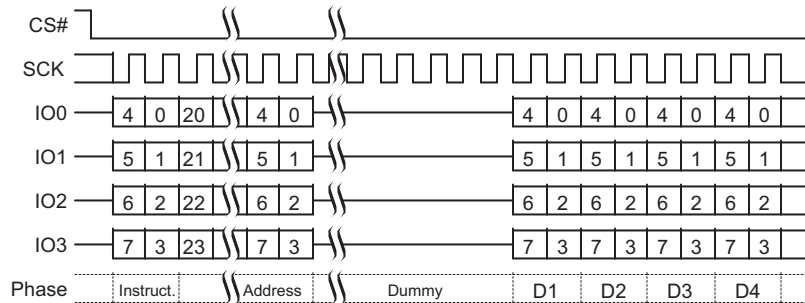 CS#
SCK
IO0 4 0 20 4 0 4 0 4 0 4 0 4 0
IO1 5 1 21 5 1 5 1 5 1 5 1 5 1
IO2 6 2 22 6 2 6 2 6 2 6 2 6 2
IO3 7 3 23 7 3 7 3 7 3 7 3 7 3
Phase Instruct. Address Dummy D1 D2 D3 D4